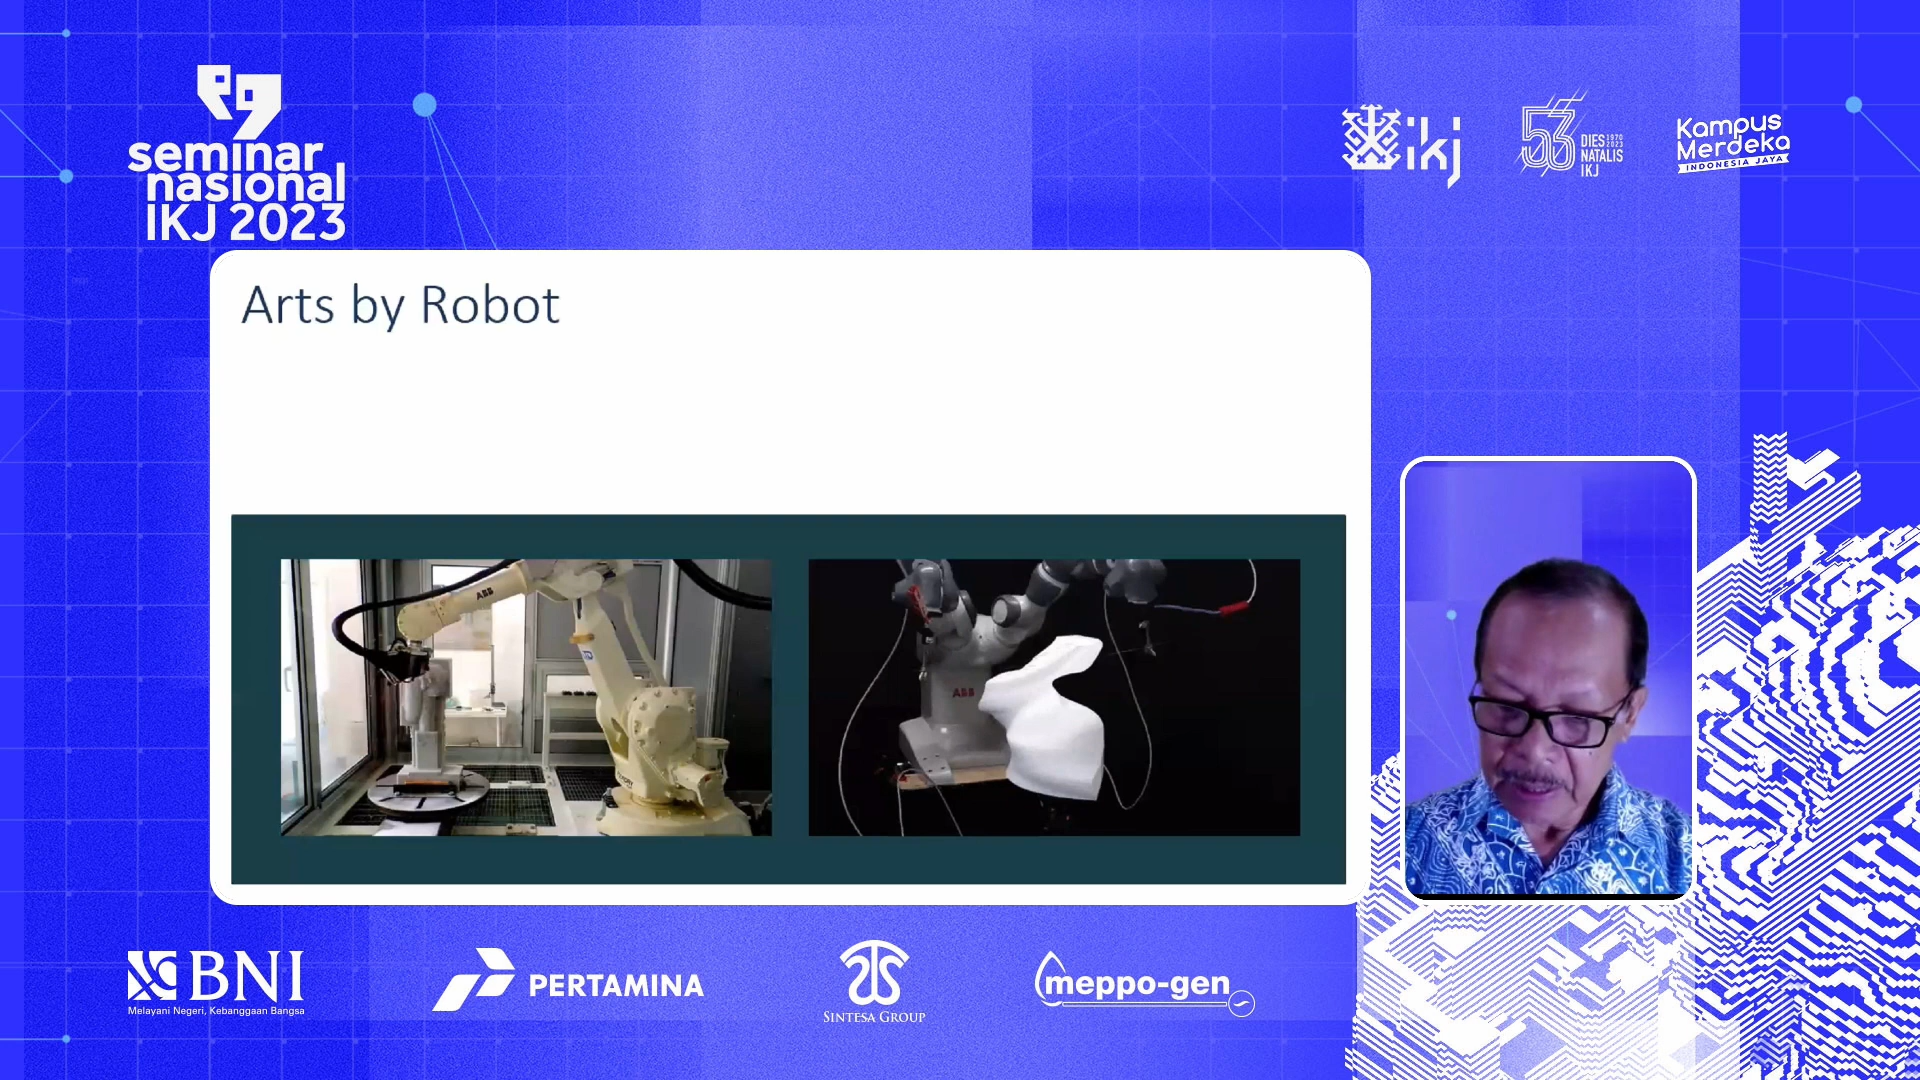 seminar
nasional
IKJ 2023
ikj
53
DIES 1970
NATALIS 2023
IKJ
Kampus
Merdeka
INDONESIA JAYA
Arts by Robot
ABB
ABB
BNI
Melayani Negeri, Kebanggaan Bangsa
PERTAMINA
SINTESA GROUP
meppo-gen